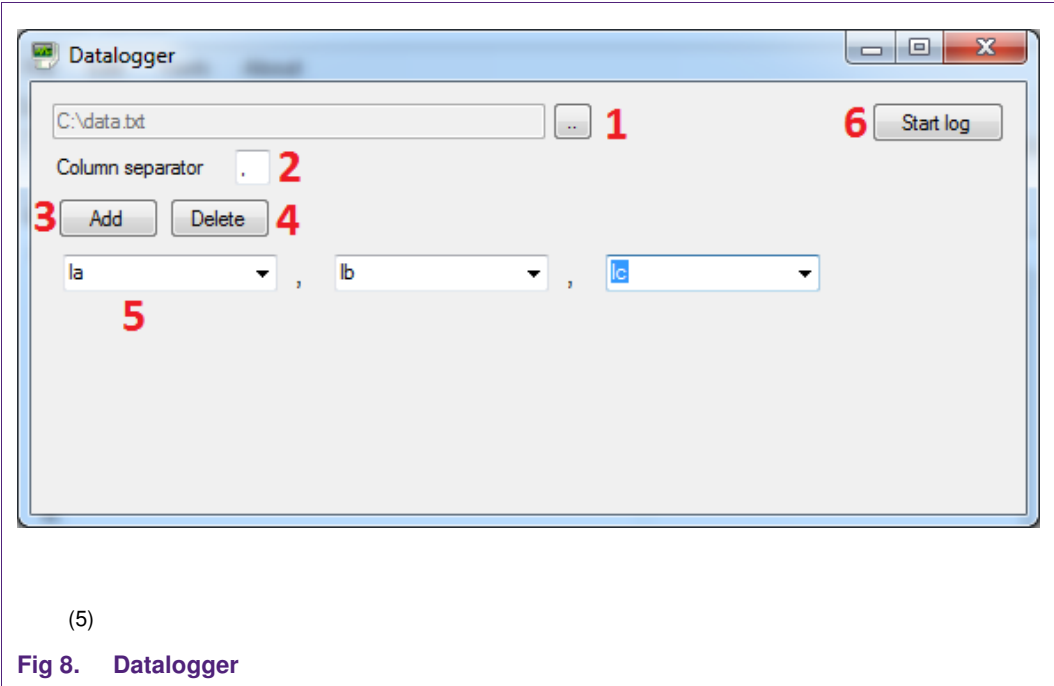 Datalogger
C:\data.txt .. 1 6 Start log
Column separator , 2
3 Add Delete 4
Ia , Ib , Ic
5
(5)
Fig 8. Datalogger